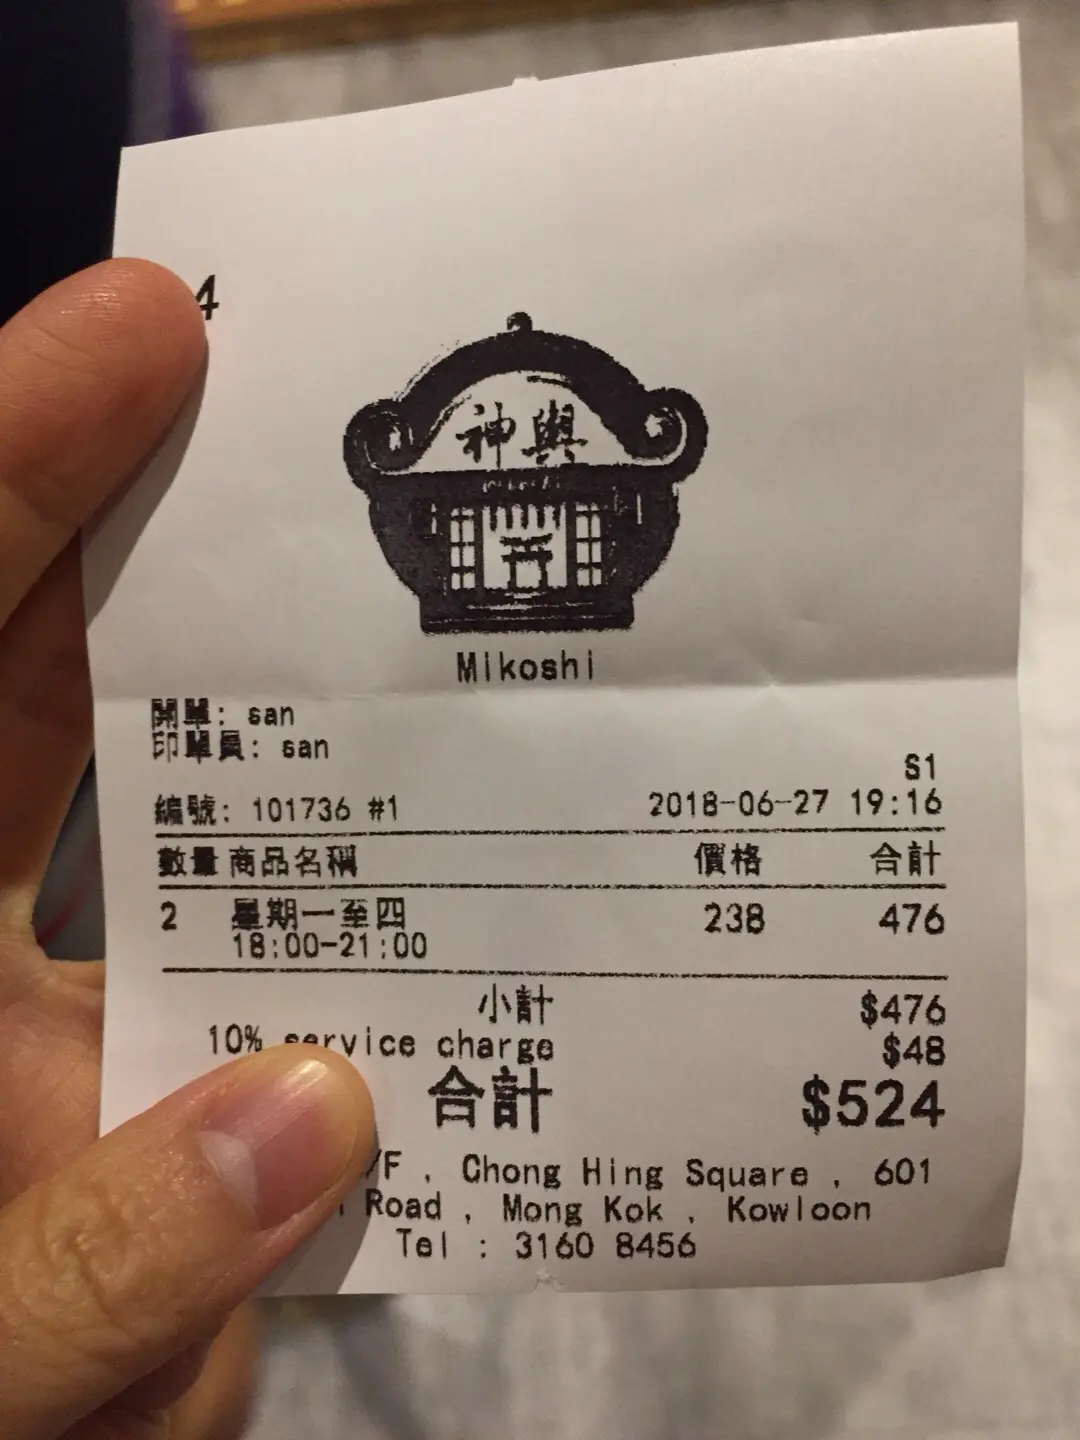 4
神輿
Mikoshi
開單: san
印單員: san
S1
編號: 101736 #1 2018-06-27 19:16
數量 商品名稱 價格 合計
2 星期一至四 238 476
18:00-21:00
小計 $476
10% service charge $48
合計 $524
/F , Chong Hing Square , 601
Road , Mong Kok , Kowloon
Tel : 3160 8456